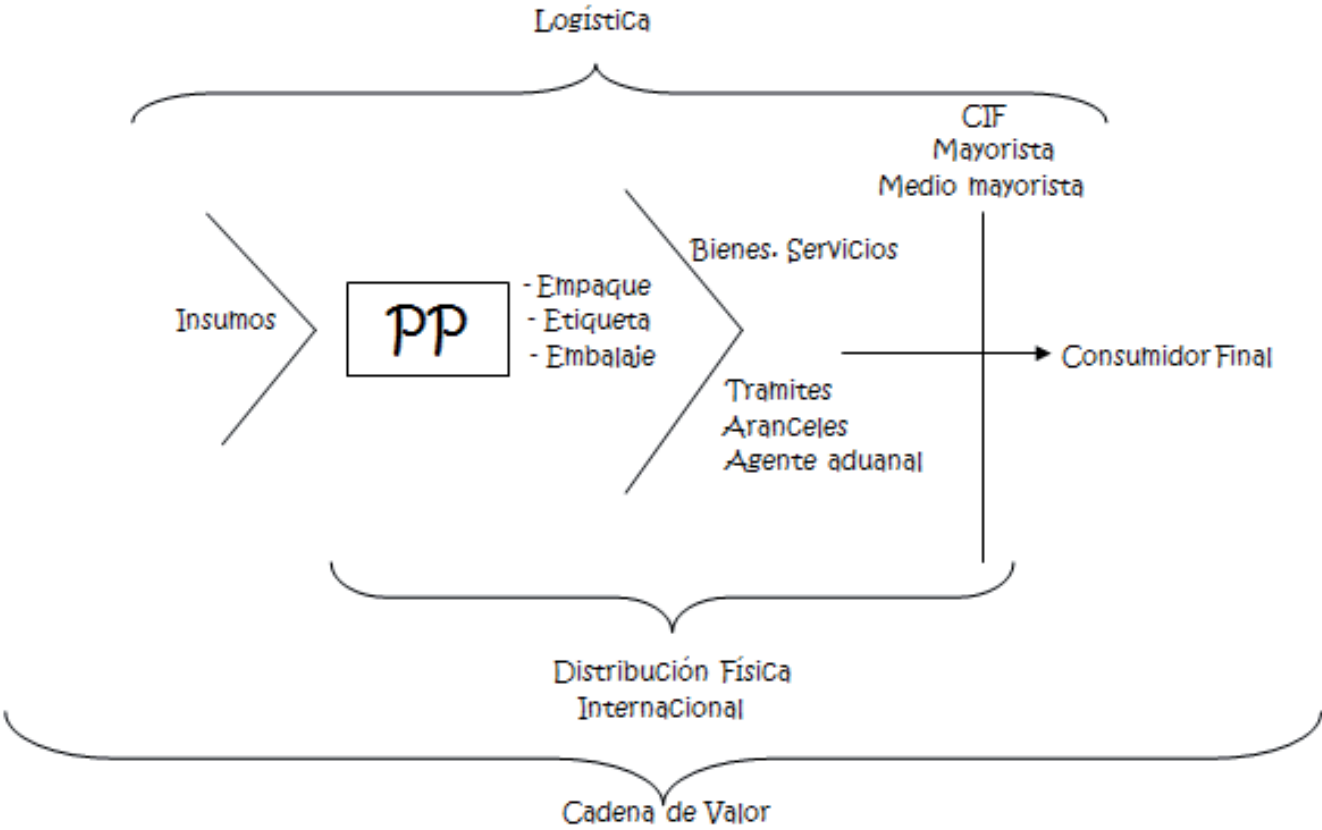 Logística
CIF
Mayorista
Medio mayorista
Bienes. Servicios
Insumos
PP
- Empaque
- Etiqueta
- Embalaje
Consumidor Final
Tramites
Aranceles
Agente aduanal
Distribución Física
Internacional
Cadena de Valor